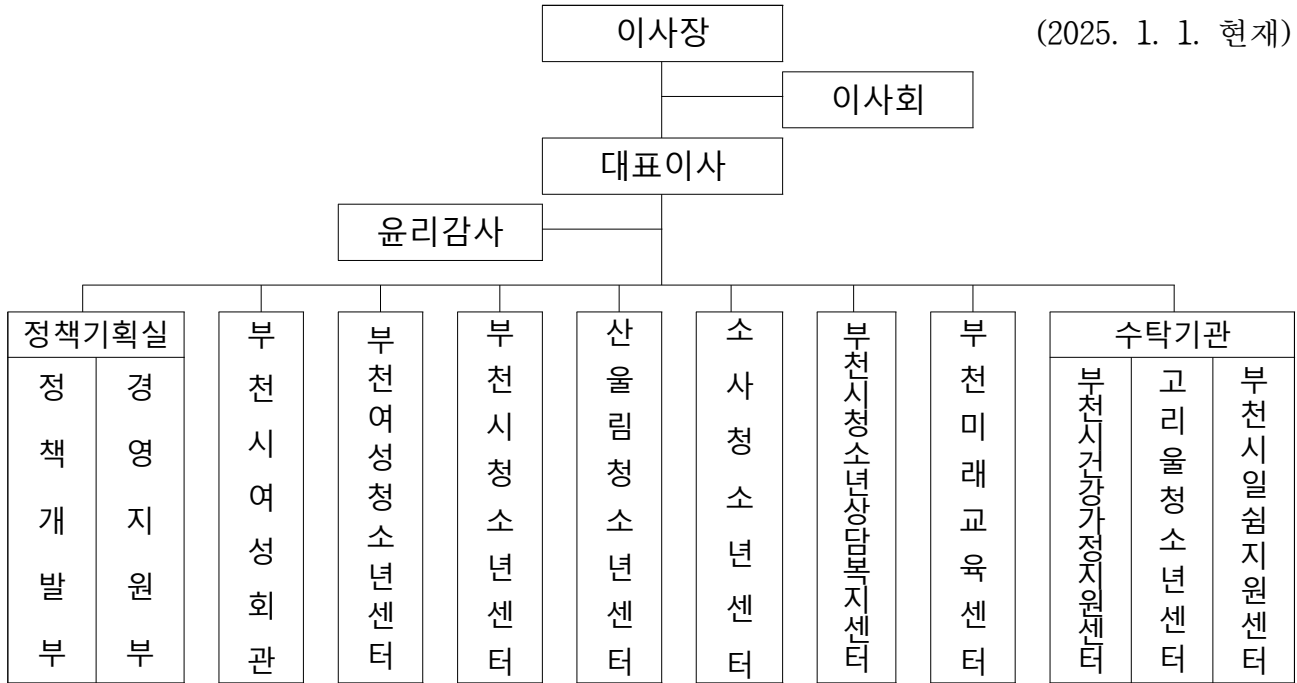 이사장
(2025. 1. 1. 현재)
이사회
대표이사
윤리감사
정책기획실
정책개발부
경영지원부
부천시여성회관
부천여성청소년센터
부천시청소년센터
산울림청소년센터
소사청소년센터
부천시청소년상담복지센터
부천미래교육센터
수탁기관
부천시건강가정지원센터
고리울청소년센터
부천시일쉼지원센터